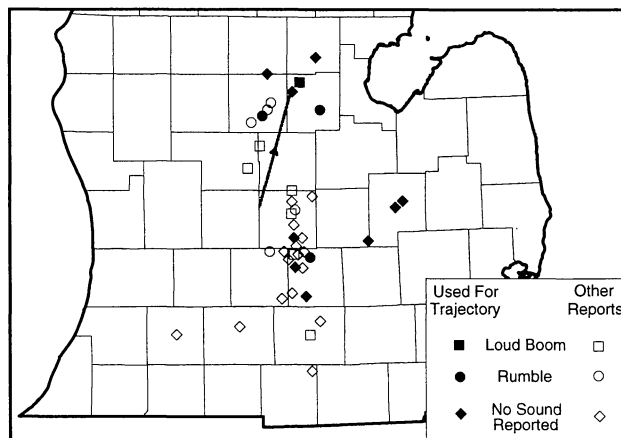 Used For Other
Trajectory Reports
Loud Boom
Rumble
No Sound
Reported